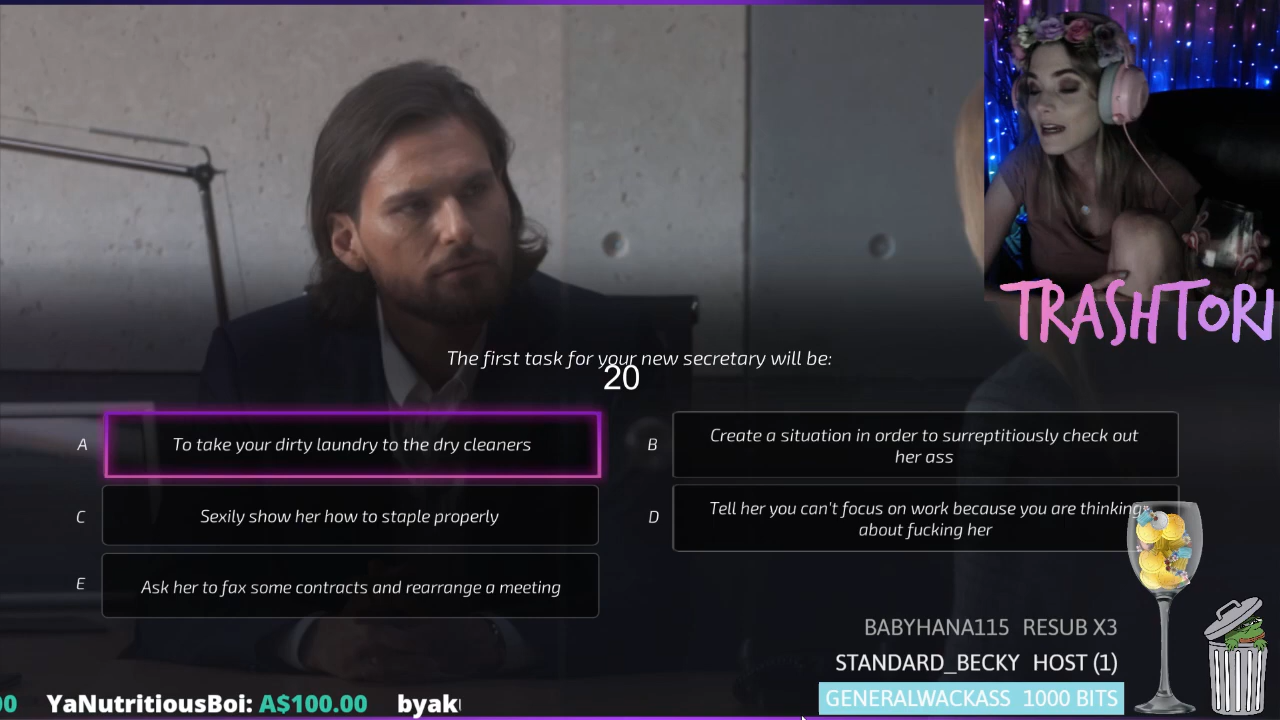 TRASHTORI
The first task for your new secretary will be:
20
A
To take your dirty laundry to the dry cleaners
B
Create a situation in order to surreptitiously check out
her ass
C
Sexily show her how to staple properly
D
Tell her you can't focus on work because you are thinking
about fucking her
E
Ask her to fax some contracts and rearrange a meeting
BABYHANA115 RESUB X3
STANDARD_BECKY HOST (1)
GENERALWACKASS 1000 BITS
00 YaNutritiousBoi: A$100.00 byak